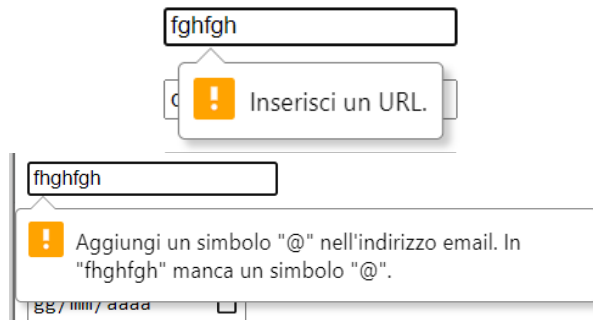 fghfgh
Inserisci un URL.
fhghfgh
Aggiungi un simbolo "@" nell'indirizzo email. In
"fhghfgh" manca un simbolo "@".
gg/mm/aaaa